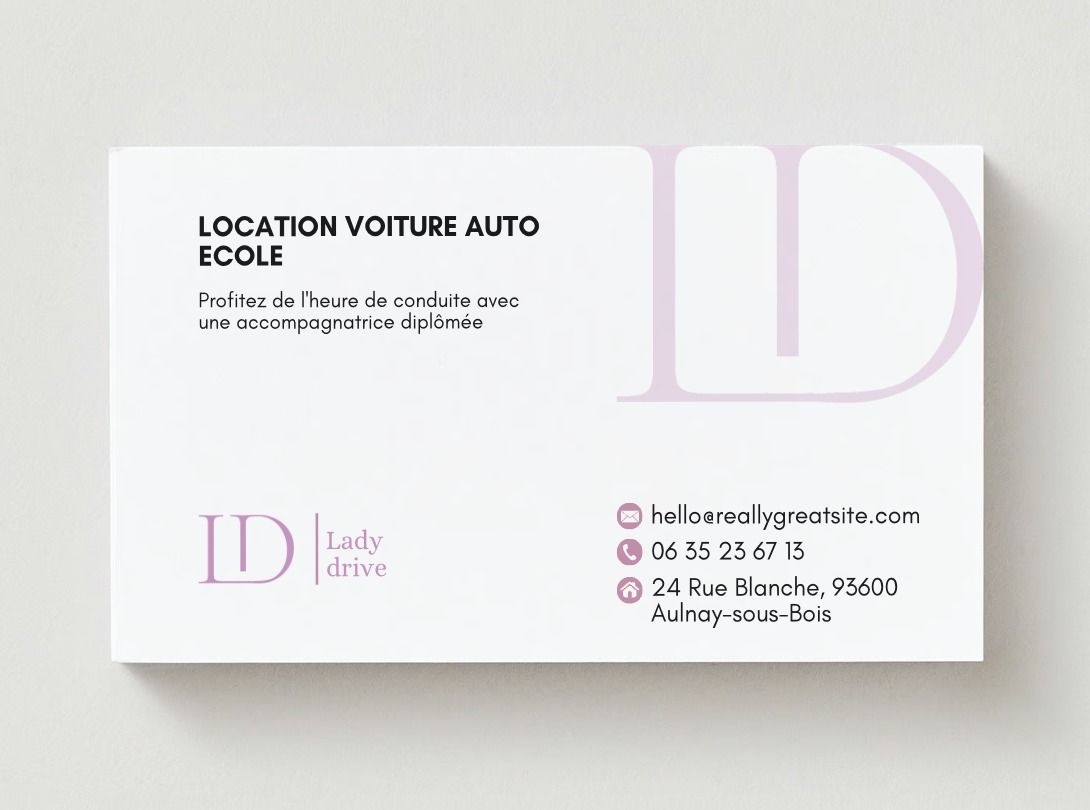 LOCATION VOITURE AUTO
ECOLE
Profitez de l'heure de conduite avec
une accompagnatrice diplômée
LD
LD
Lady
drive
hello@reallygreatsite.com
06 35 23 67 13
24 Rue Blanche, 93600
Aulnay-sous-Bois